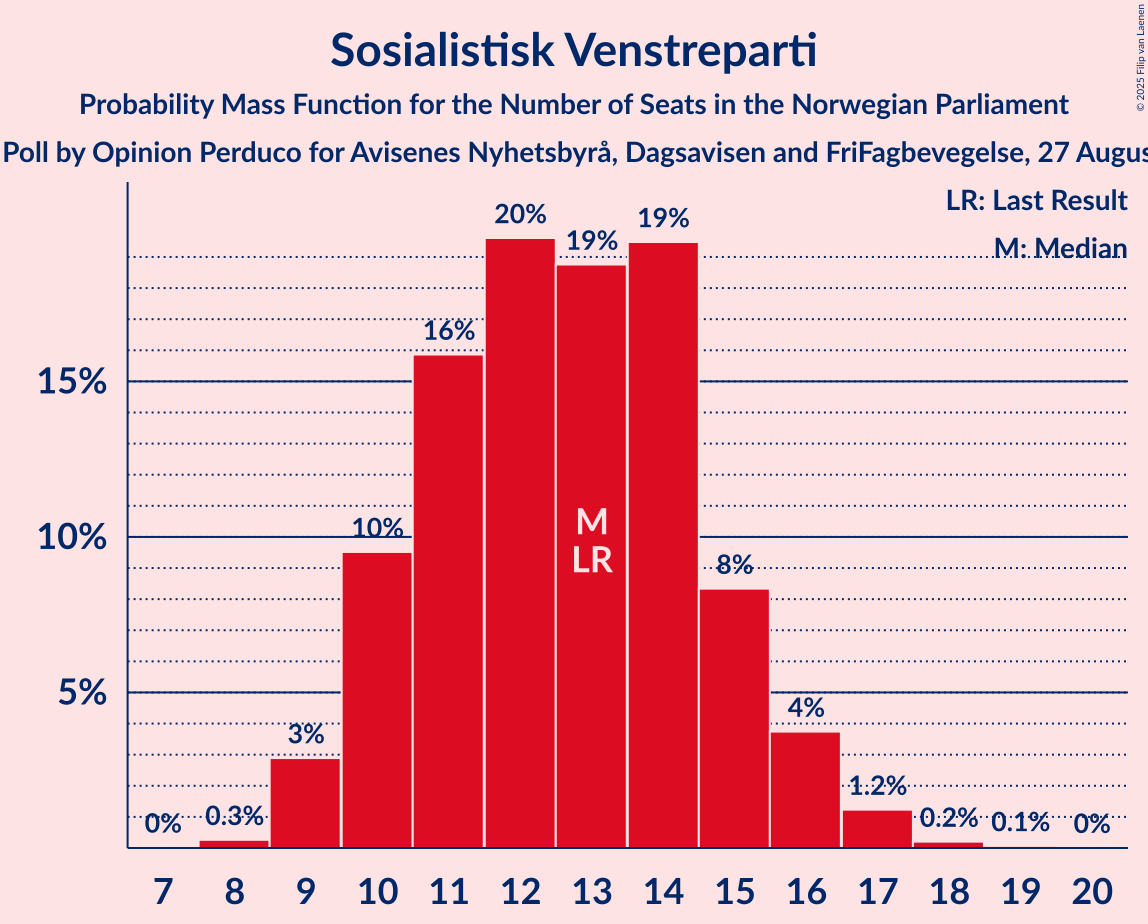 Sosialistisk Venstreparti
Probability Mass Function for the Number of Seats in the Norwegian Parliament
Poll by Opinion Perduco for Avisenes Nyhetsbyrå, Dagsavisen and FriFagbevegelse, 27 Augus
© 2025 Filip van Laenen
LR: Last Result
M: Median
20%
19%
19%
16%
15%
M
LR
10%
10%
8%
5%
4%
3%
1.2%
0%
0.3%
0.2%
0.1%
0%
7 8 9 10 11 12 13 14 15 16 17 18 19 20